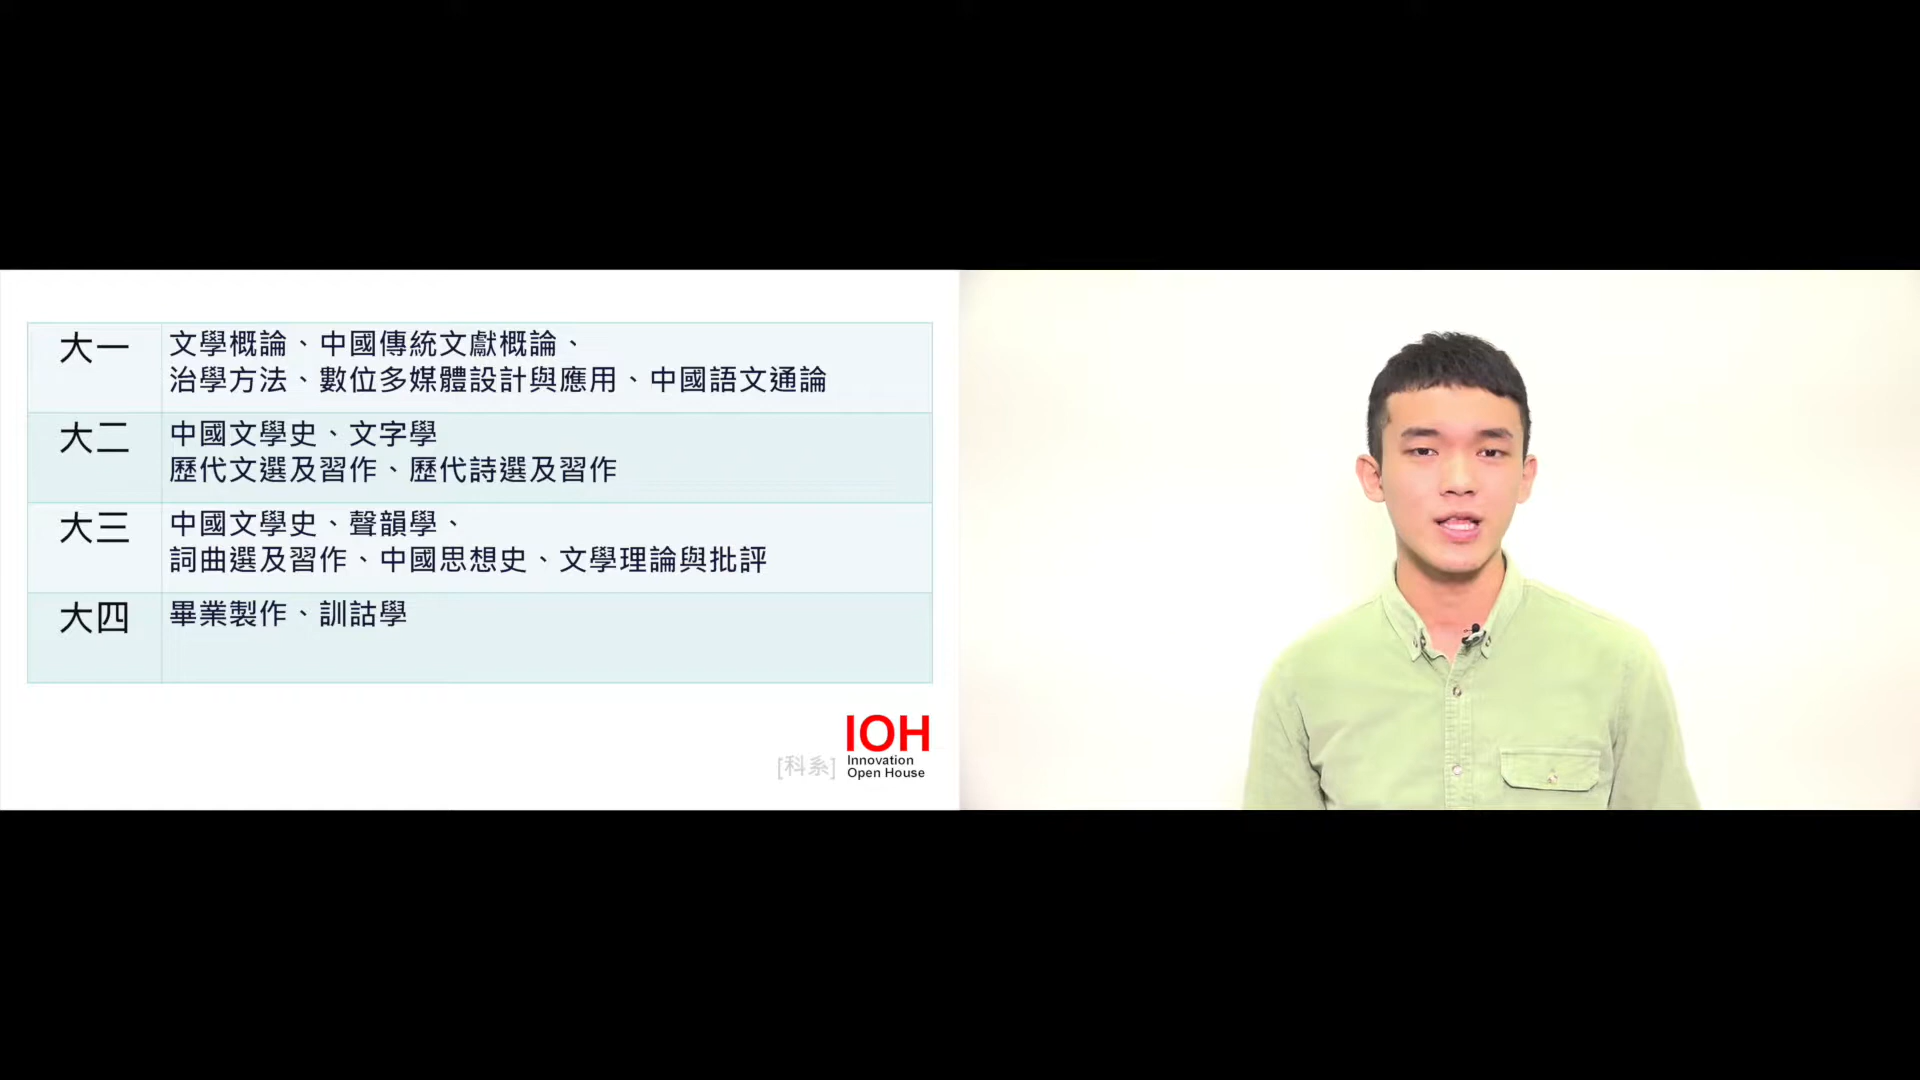 大一
文學概論、中國傳統文獻概論、
治學方法、數位多媒體設計與應用、中國語文通論
大二
中國文學史、文字學
歷代文選及習作、歷代詩選及習作
大三
中國文學史、聲韻學、
詞曲選及習作、中國思想史、文學理論與批評
大四
畢業製作、訓詁學
[科系]
IOH
Innovation
Open House